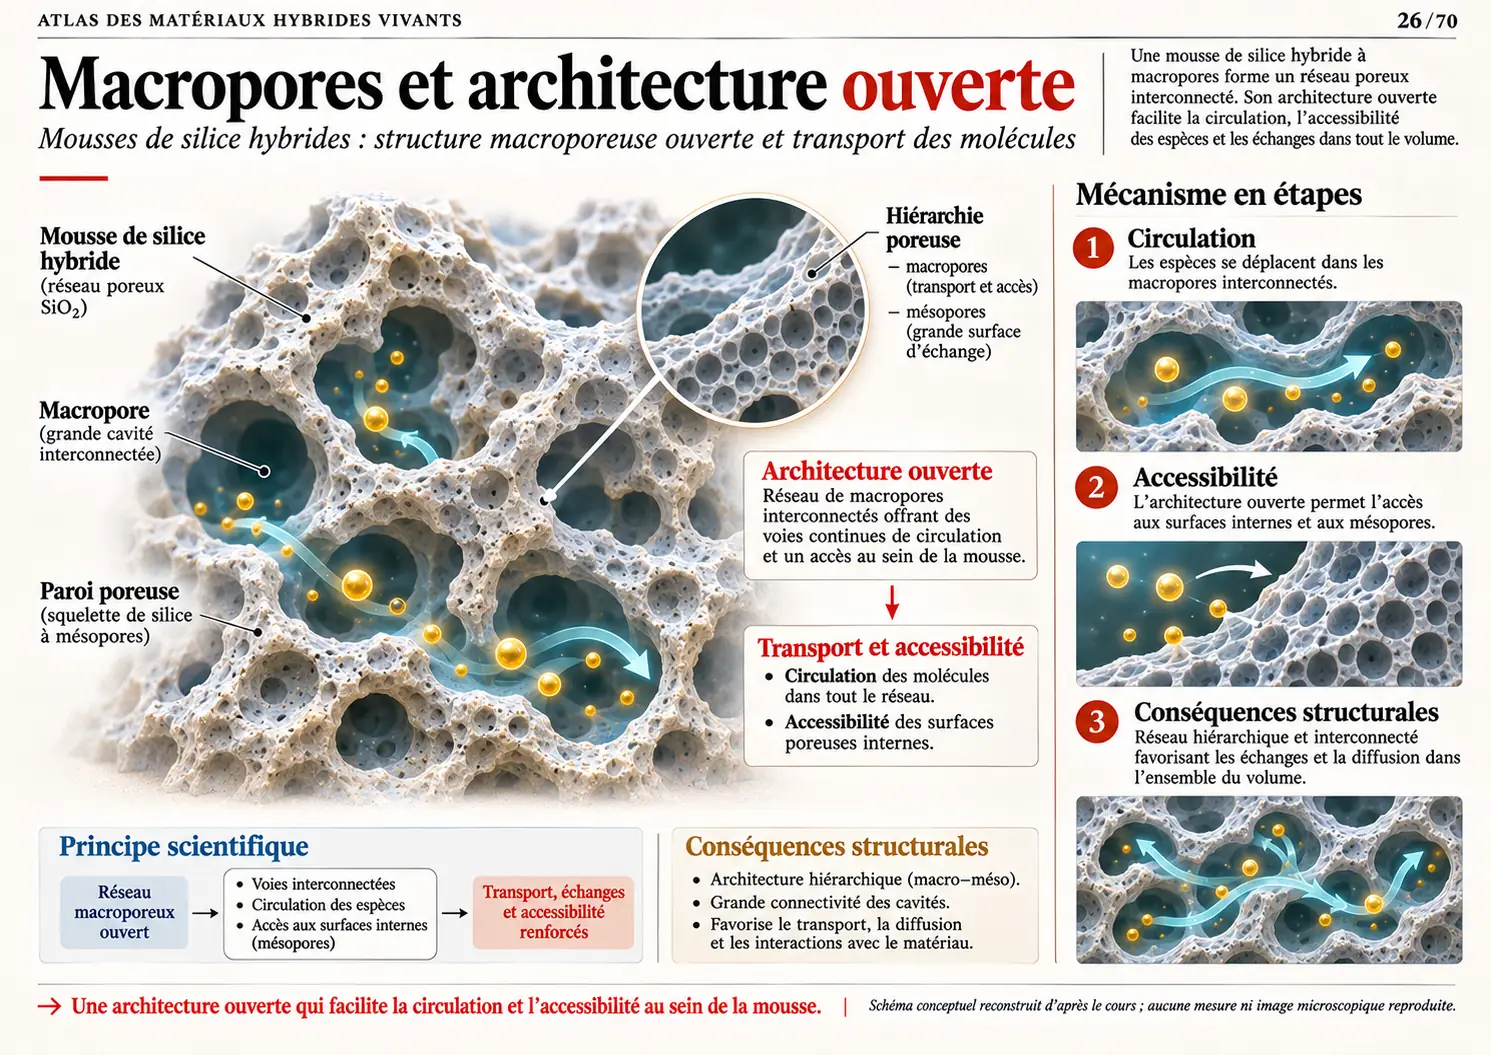 ATLAS DES MATÉRIAUX HYBRIDES VIVANTS
26/70
Macropores et architecture ouverte
Mousses de silice hybrides : structure macroporeuse ouverte et transport des molécules
Une mousse de silice hybride à
macropores forme un réseau poreux
interconnecté. Son architecture ouverte
facilite la circulation, l'accessibilité
des espèces et les échanges dans tout le volume.
Mousse de silice
hybride
(réseau poreux
SiO₂)
Macropore
(grande cavité
interconnectée)
Paroi poreuse
(squelette de silice
à mésopores)
Hiérarchie
poreuse
– macropores
(transport et accès)
– mésopores
(grande surface
d'échange)
Architecture ouverte
Réseau de macropores
interconnectés offrant des
voies continues de circulation
et un accès au sein de la mousse.
Transport et accessibilité
• Circulation des molécules
dans tout le réseau.
• Accessibilité des surfaces
poreuses internes.
Mécanisme en étapes
1 Circulation
Les espèces se déplacent dans les
macropores interconnectés.
2 Accessibilité
L'architecture ouverte permet l'accès
aux surfaces internes et aux mésopores.
3 Conséquences structurales
Réseau hiérarchique et interconnecté
favorisant les échanges et la diffusion dans
l'ensemble du volume.
Principe scientifique
Réseau
macroporeux
ouvert
• Voies interconnectées
• Circulation des espèces
• Accès aux surfaces internes
(mésopores)
Transport, échanges
et accessibilité
renforcés
Conséquences structurales
• Architecture hiérarchique (macro–méso).
• Grande connectivité des cavités.
• Favorise le transport, la diffusion
et les interactions avec le matériau.
→ Une architecture ouverte qui facilite la circulation et l'accessibilité au sein de la mousse.
Schéma conceptuel reconstruit d'après le cours ; aucune mesure ni image microscopique reproduite.